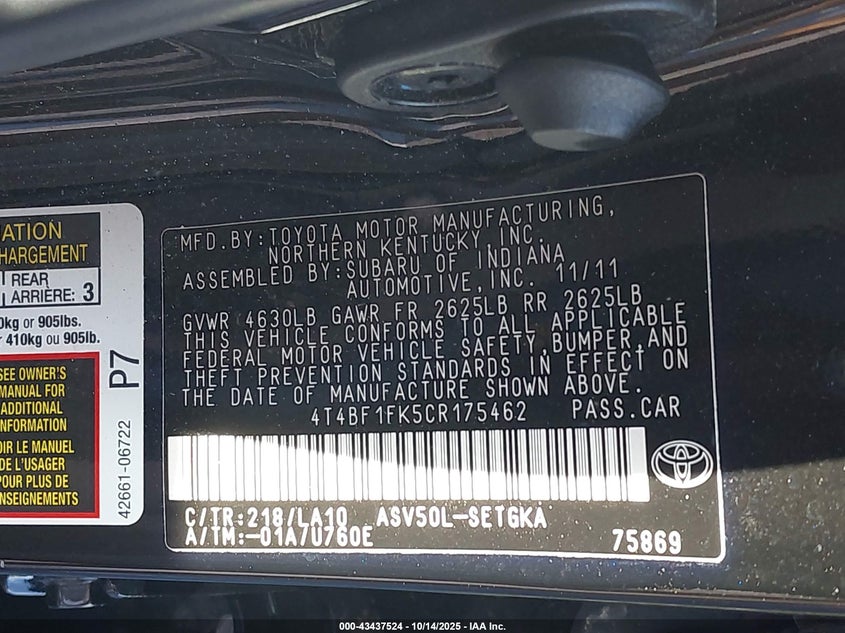 ATION
HARGEMENT
REAR
ARRIÈRE: 3
0kg or 905lbs.
r 410kg ou 905lb.
SEE OWNER'S
MANUAL FOR
ADDITIONAL
INFORMATION
OIR LE MANUEL
DE L'USAGER
POUR PLUS DE
ENSEIGNEMENTS
P7
42661-06722
MFD. BY: TOYOTA MOTOR MANUFACTURING,
NORTHERN KENTUCKY, INC.
ASSEMBLED BY: SUBARU OF INDIANA
AUTOMOTIVE, INC. 11/11
GVWR 4630LB GAWR FR 2625LB RR 2625LB
THIS VEHICLE CONFORMS TO ALL APPLICABLE
FEDERAL MOTOR VEHICLE SAFETY, BUMPER, AND
THEFT PREVENTION STANDARDS IN EFFECT ON
THE DATE OF MANUFACTURE SHOWN ABOVE.
4T4BF1FK5CR175462 PASS.CAR
C/TR:218/LA10 ASV50L-SETGKA
A/TM:-01A/U760E 75869
000-43437524 - 10/14/2025 - IAA Inc.